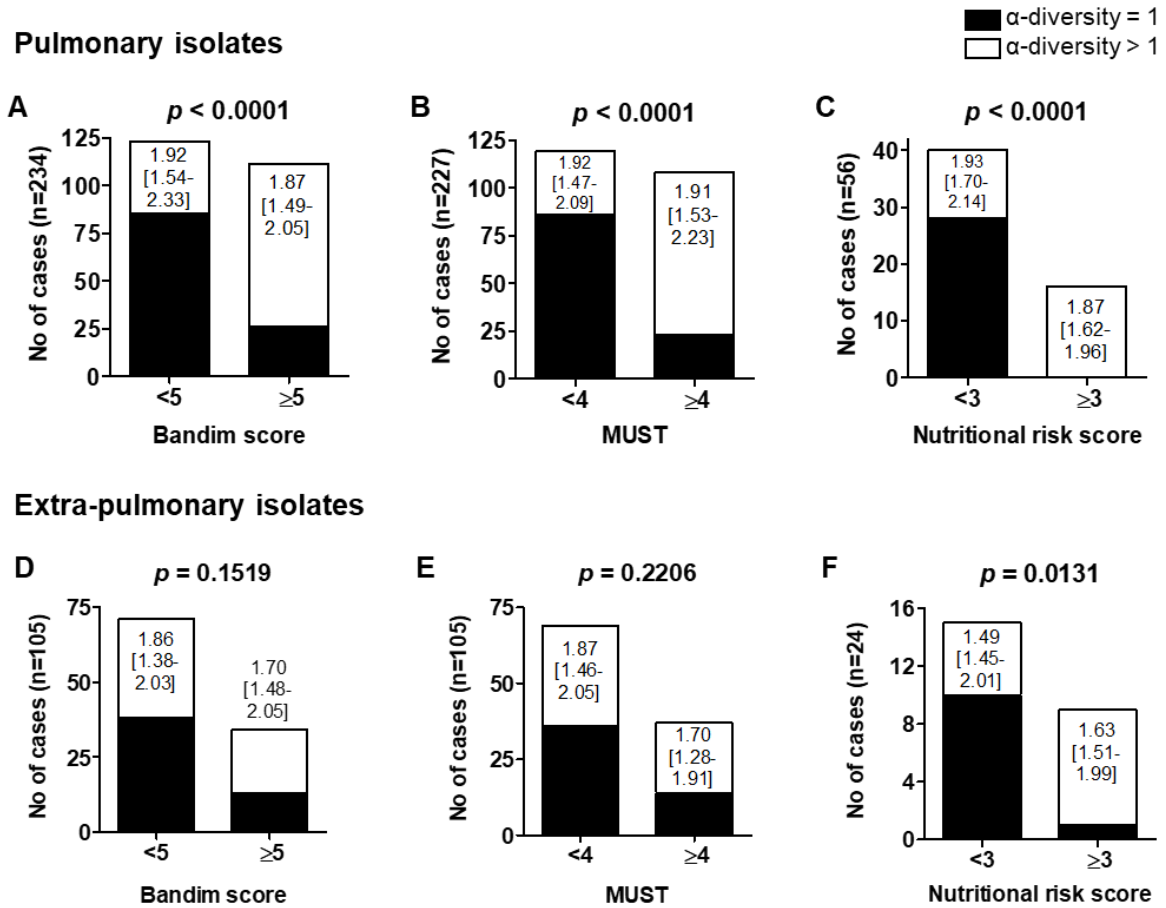 α-diversity = 1
α-diversity > 1
Pulmonary isolates
A
p < 0.0001
No of cases (n=234)
125
100
75
50
25
0
1.92
[1.54-
2.33]
1.87
[1.49-
2.05]
<5
≥5
Bandim score
B
p < 0.0001
No of cases (n=227)
125
100
75
50
25
0
1.92
[1.47-
2.09]
1.91
[1.53-
2.23]
<4
≥4
MUST
C
p < 0.0001
No of cases (n=56)
40
30
20
10
0
1.93
[1.70-
2.14]
1.87
[1.62-
1.96]
<3
≥3
Nutritional risk score
Extra-pulmonary isolates
D
p = 0.1519
No of cases (n=105)
75
50
25
0
1.86
[1.38-
2.03]
1.70
[1.48-
2.05]
<5
≥5
Bandim score
E
p = 0.2206
No of cases (n=105)
75
50
25
0
1.87
[1.46-
2.05]
1.70
[1.28-
1.91]
<4
≥4
MUST
F
p = 0.0131
No of cases (n=24)
16
12
8
4
0
1.49
[1.45-
2.01]
1.63
[1.51-
1.99]
<3
≥3
Nutritional risk score